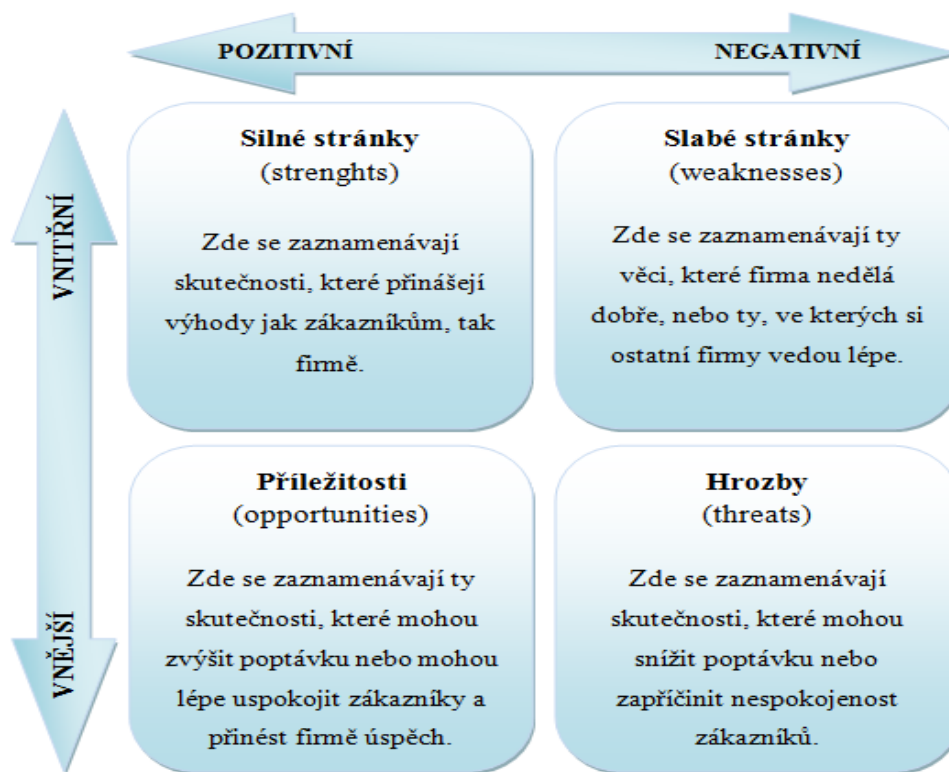 POZITIVNÍ
NEGATIVNÍ
VNITŘNÍ
Silné stránky
(strenghts)
Zde se zaznamenávají
skutečnosti, které přinášejí
výhody jak zákazníkům, tak
firmě.
Slabé stránky
(weaknesses)
Zde se zaznamenávají ty
věci, které firma nedělá
dobře, nebo ty, ve kterých si
ostatní firmy vedou lépe.
VNĚJŠÍ
Příležitosti
(opportunities)
Zde se zaznamenávají ty
skutečnosti, které mohou
zvýšit poptávku nebo mohou
lépe uspokojit zákazníky a
přinést firmě úspěch.
Hrozby
(threats)
Zde se zaznamenávají
skutečnosti, které mohou
snížit poptávku nebo
zapříčinit nespokojenost
zákazníků.